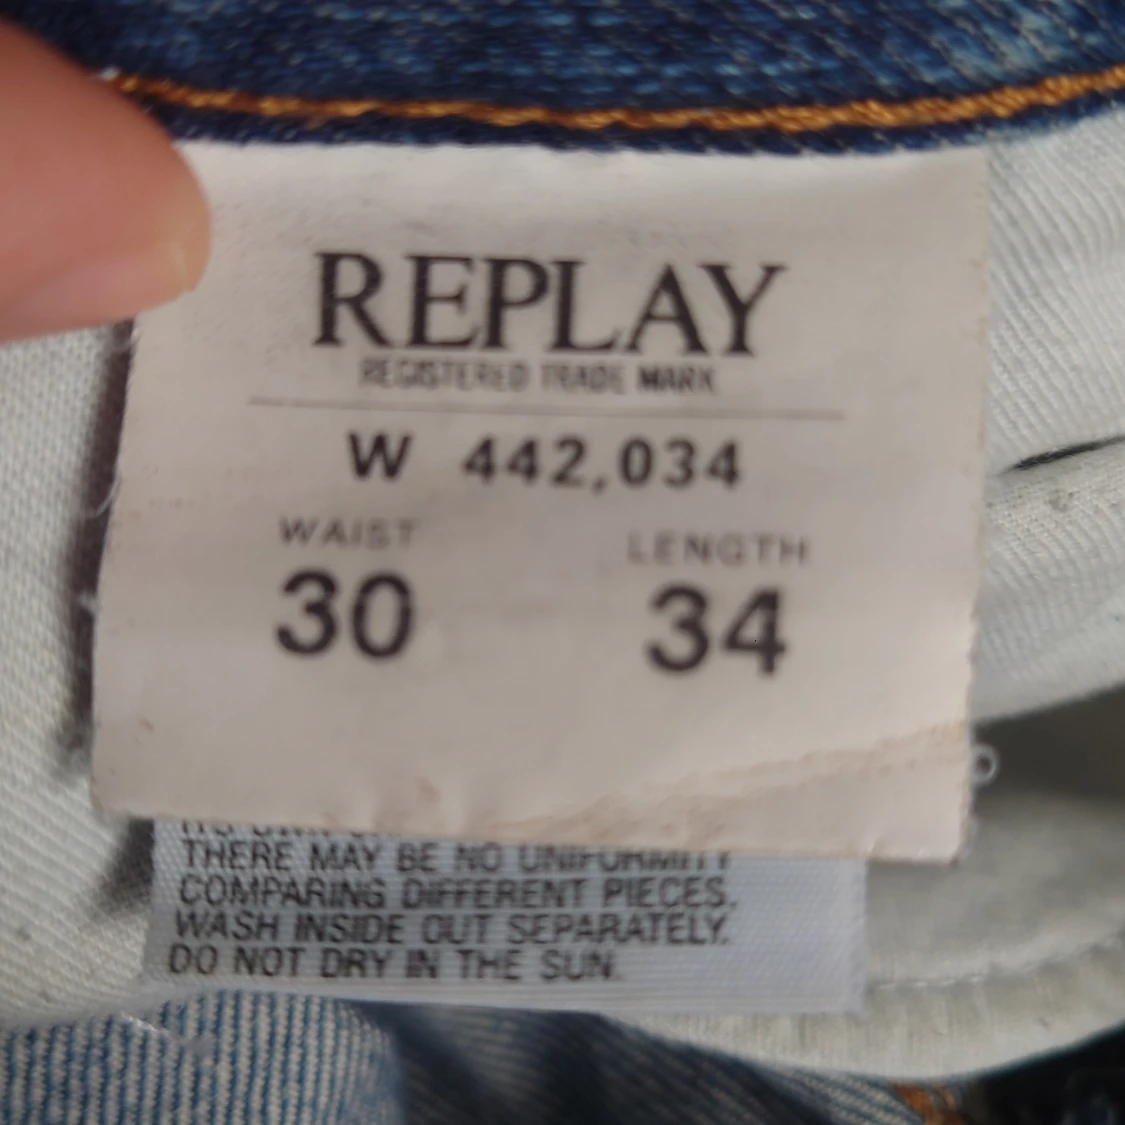 REPLAY
REGISTERED TRADE MARK
W 442,034
WAIST LENGTH
30 34
THERE MAY BE NO UNIFORMITY
COMPARING DIFFERENT PIECES.
WASH INSIDE OUT SEPARATELY.
DO NOT DRY IN THE SUN.